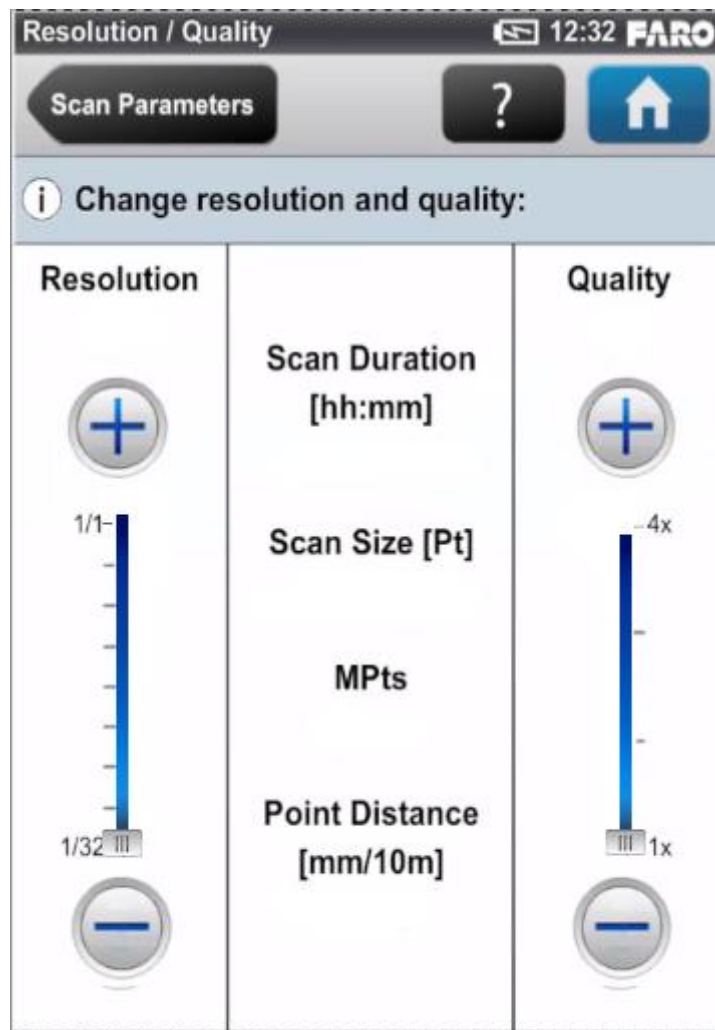 Resolution / Quality 12:32 FARO
Scan Parameters ?
i Change resolution and quality:
Resolution
Quality
Scan Duration
[hh:mm]
1/1
4x
Scan Size [Pt]
MPts
Point Distance
[mm/10m]
1/32
1x